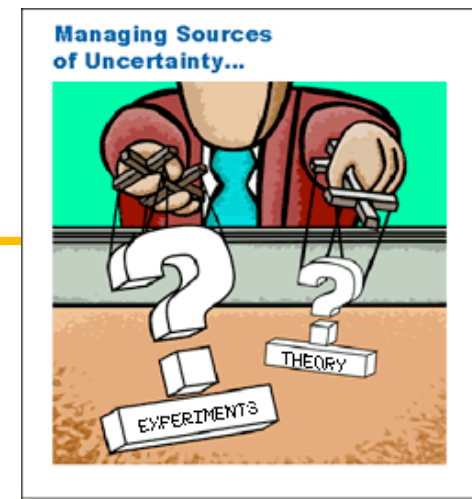 Managing Sources
of Uncertainty...
?
?
THEORY
EXPERIMENTS